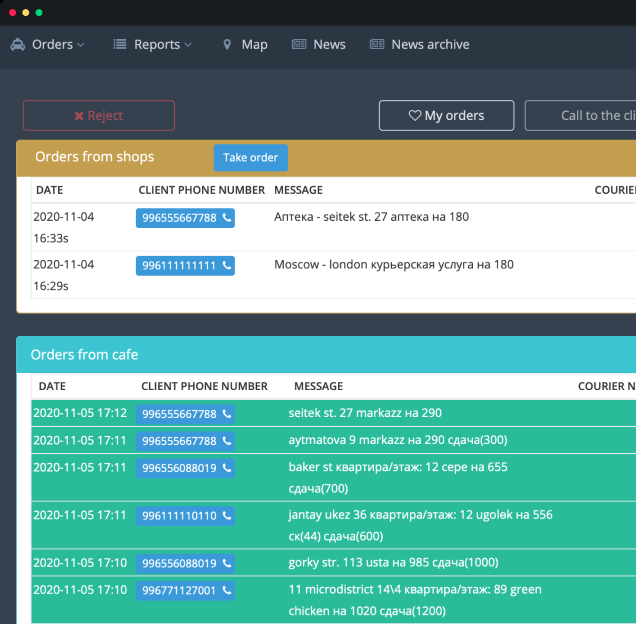 Orders Reports Map News News archive
Reject My orders Call to the cli
Orders from shops Take order
DATE CLIENT PHONE NUMBER MESSAGE COURIER
2020-11-04 996555667788 Аптека - seitek st. 27 аптека на 180
16:33s
2020-11-04 996111111111 Moscow - london курьерская услуга на 180
16:29s
Orders from cafe
DATE CLIENT PHONE NUMBER MESSAGE COURIER N
2020-11-05 17:12 996555667788 seitek st. 27 markazz на 290
2020-11-05 17:11 996555667788 aytmatova 9 markazz на 290 сдача(300)
2020-11-05 17:11 996556088019 baker st квартира/этаж: 12 сере на 655
сдача(700)
2020-11-05 17:11 996111110110 jantay ukez 36 квартира/этаж: 12 ugolөk на 556
ск(44) сдача(600)
2020-11-05 17:10 996556088019 gorky str. 113 usta на 985 сдача(1000)
2020-11-05 17:10 996771127001 11 microdistrict 14\4 квартира/этаж: 89 green
chicken на 1020 сдача(1200)